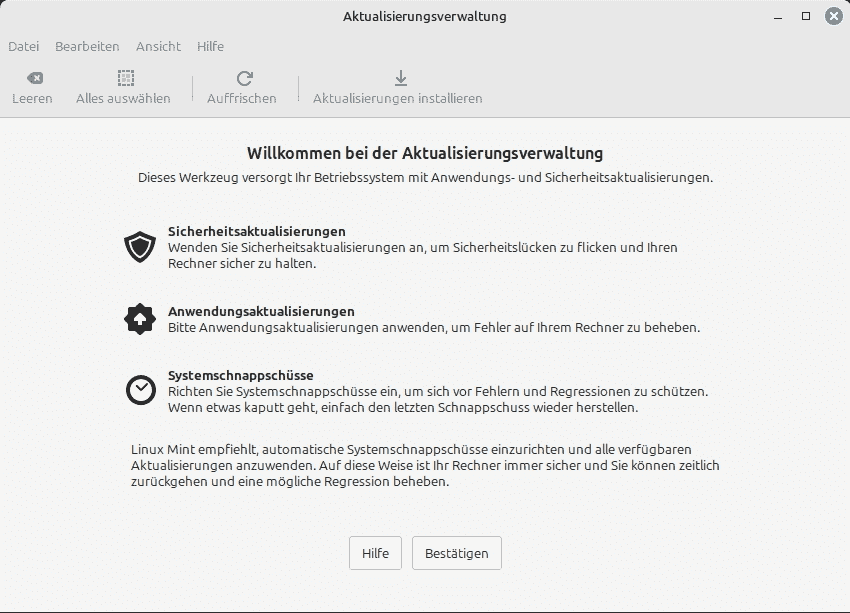 Aktualisierungsverwaltung
Datei Bearbeiten Ansicht Hilfe
Leeren Alles auswählen Auffrischen Aktualisierungen installieren
Willkommen bei der Aktualisierungsverwaltung
Dieses Werkzeug versorgt Ihr Betriebssystem mit Anwendungs- und Sicherheitsaktualisierungen.
Sicherheitsaktualisierungen
Wenden Sie Sicherheitsaktualisierungen an, um Sicherheitslücken zu flicken und Ihren
Rechner sicher zu halten.
Anwendungsaktualisierungen
Bitte Anwendungsaktualisierungen anwenden, um Fehler auf Ihrem Rechner zu beheben.
Systemschnappschüsse
Richten Sie Systemschnappschüsse ein, um sich vor Fehlern und Regressionen zu schützen.
Wenn etwas kaputt geht, einfach den letzten Schnappschuss wieder herstellen.
Linux Mint empfiehlt, automatische Systemschnappschüsse einzurichten und alle verfügbaren
Aktualisierungen anzuwenden. Auf diese Weise ist Ihr Rechner immer sicher und Sie können zeitlich
zurückgehen und eine mögliche Regression beheben.
Hilfe Bestätigen